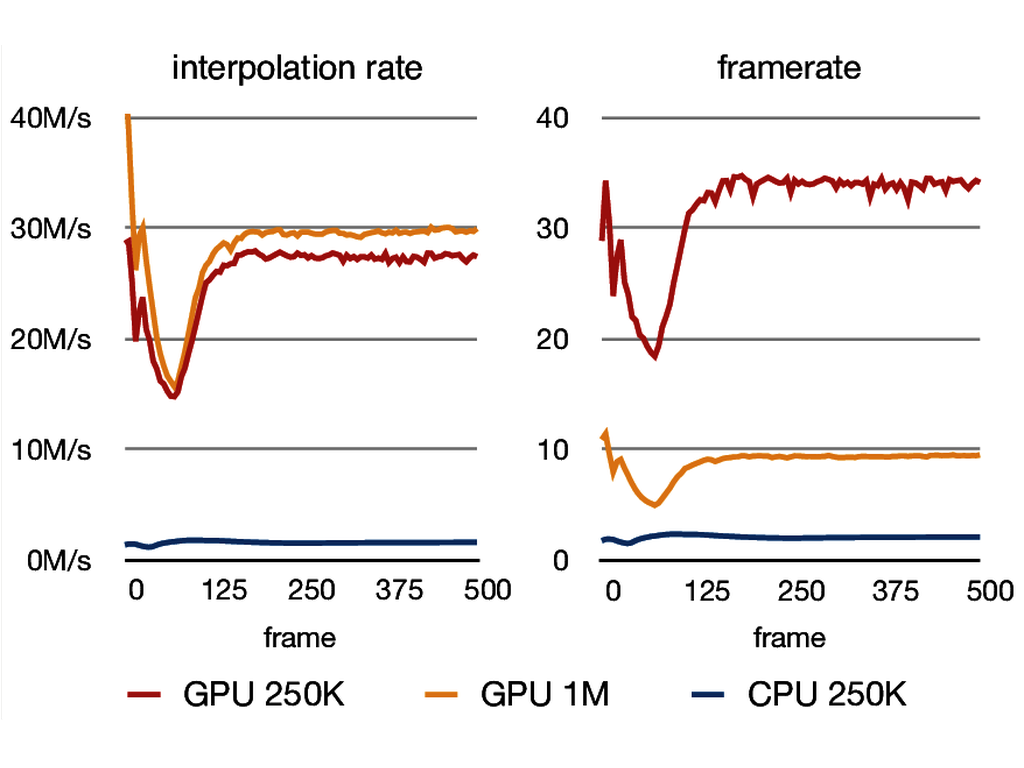 interpolation rate
40M/s
30M/s
20M/s
10M/s
0M/s
0 125 250 375 500
frame
framerate
40
30
20
10
0
0 125 250 375 500
frame
GPU 250K GPU 1M CPU 250K